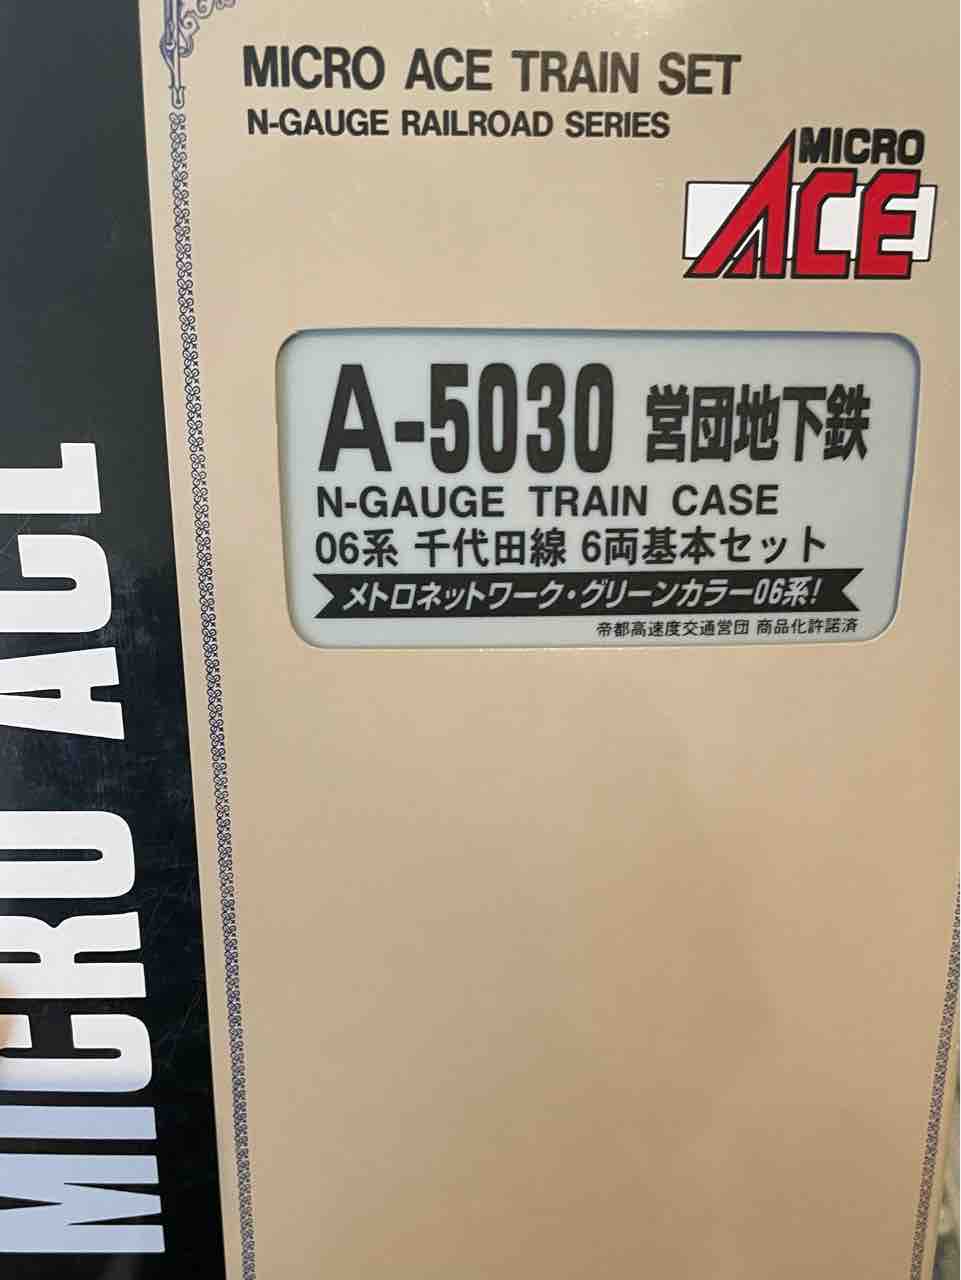 MICRO ACE TRAIN SET
N-GAUGE RAILROAD SERIES
MICRO
ACE
A-5030 営団地下鉄
N-GAUGE TRAIN CASE
06系 千代田線 6両基本セット
メトロネットワーク・グリーンカラー06系!
帝都高速度交通営団 商品化許諾済
MICRO ACE